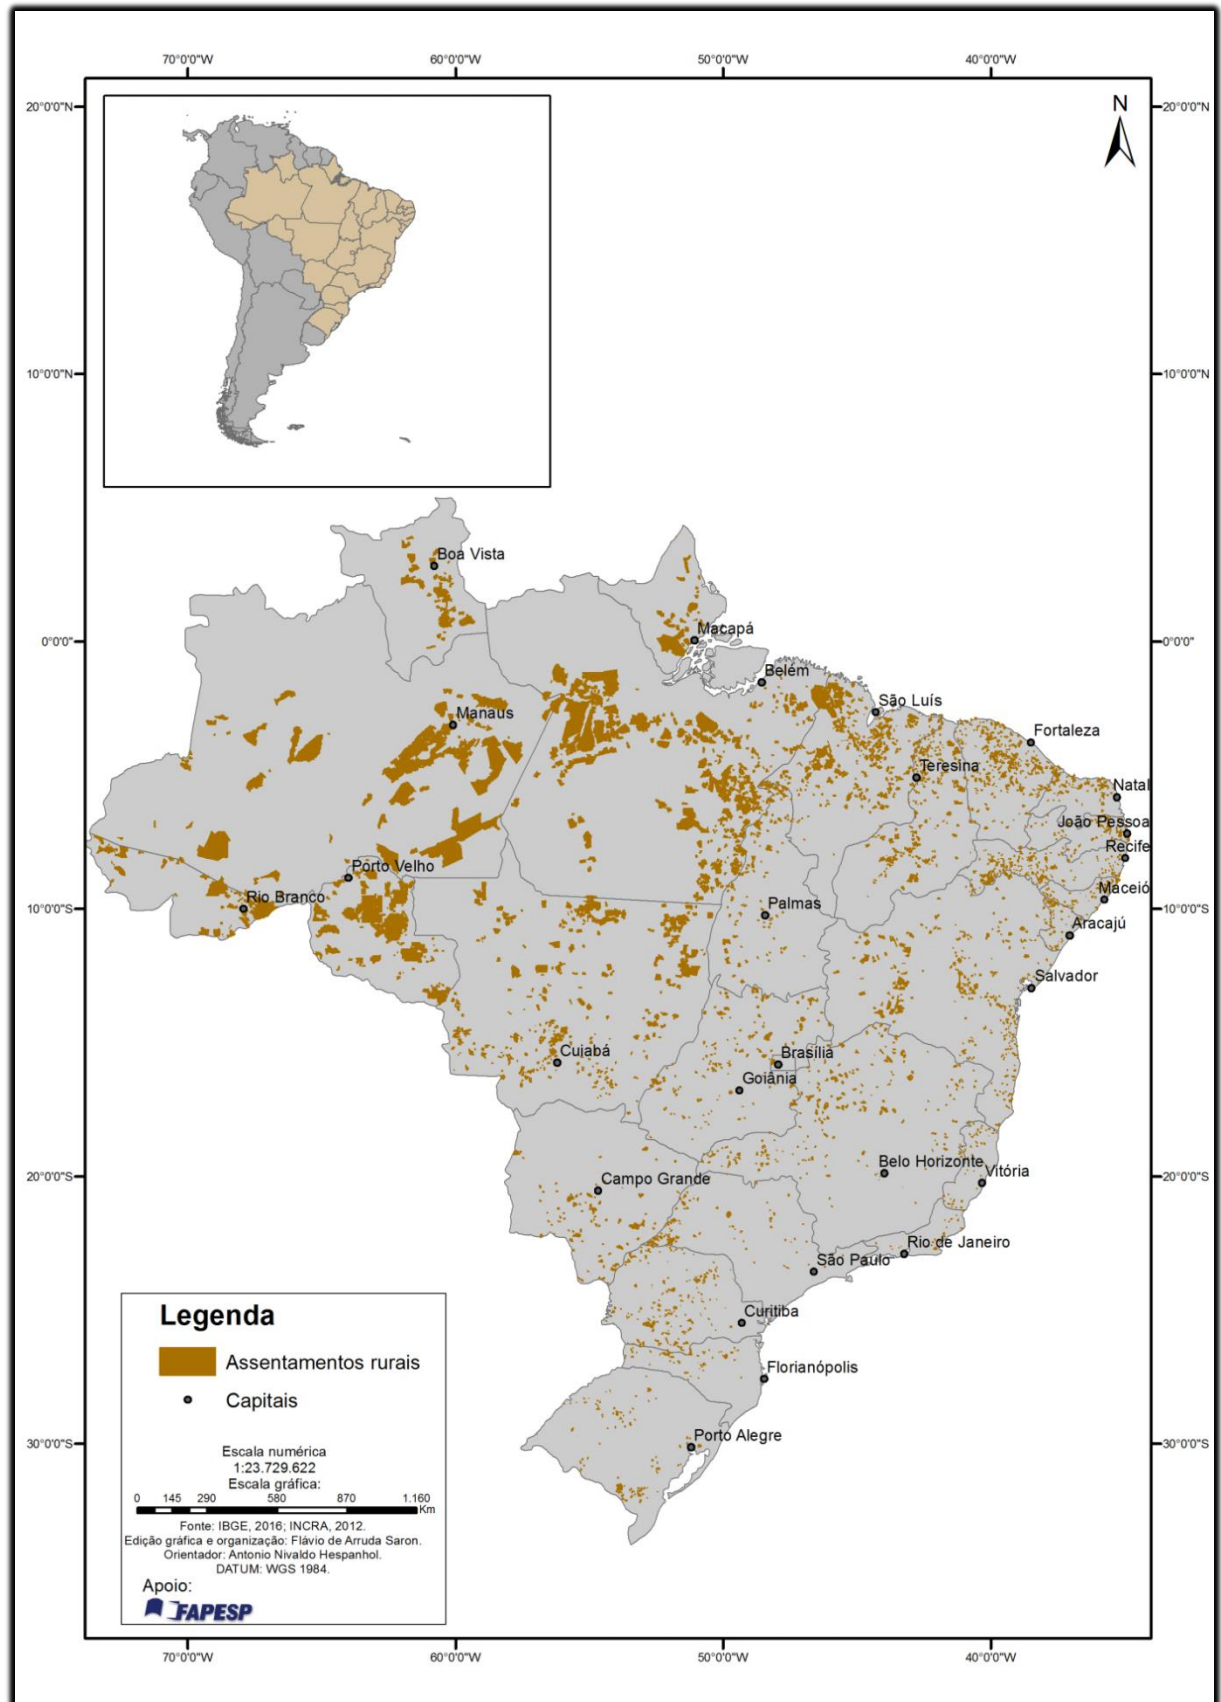 70°0'0"W 60°0'0"W 50°0'0"W 40°0'0"W
20°0'0"N 20°0'0"N
N
10°0'0"N 10°0'0"N
Boa Vista
0°0'0" Macapá 0°0'0"
Belém
São Luís
Manaus
Fortaleza
Teresina
Natal
João Pessoa
Recife
Porto Velho
Maceió
Rio Branco
Palmas
10°0'0"S 10°0'0"S
Aracajú
Salvador
Cuiabá
Brasília
Goiânia
Belo Horizonte
Vitória
20°0'0"S Campo Grande 20°0'0"S
Rio de Janeiro
São Paulo
Curitiba
Florianópolis
Porto Alegre
30°0'0"S 30°0'0"S
Legenda
Assentamentos rurais
Capitais
Escala numérica
1:23.729.622
Escala gráfica:
0 145 290 580 870 1.160
Km
Fonte: IBGE, 2016; INCRA, 2012.
Edição gráfica e organização: Flávio de Arruda Saron.
Orientador: Antonio Nivaldo Hespanhol.
DATUM: WGS 1984.
Apoio:
FAPESP
70°0'0"W 60°0'0"W 50°0'0"W 40°0'0"W